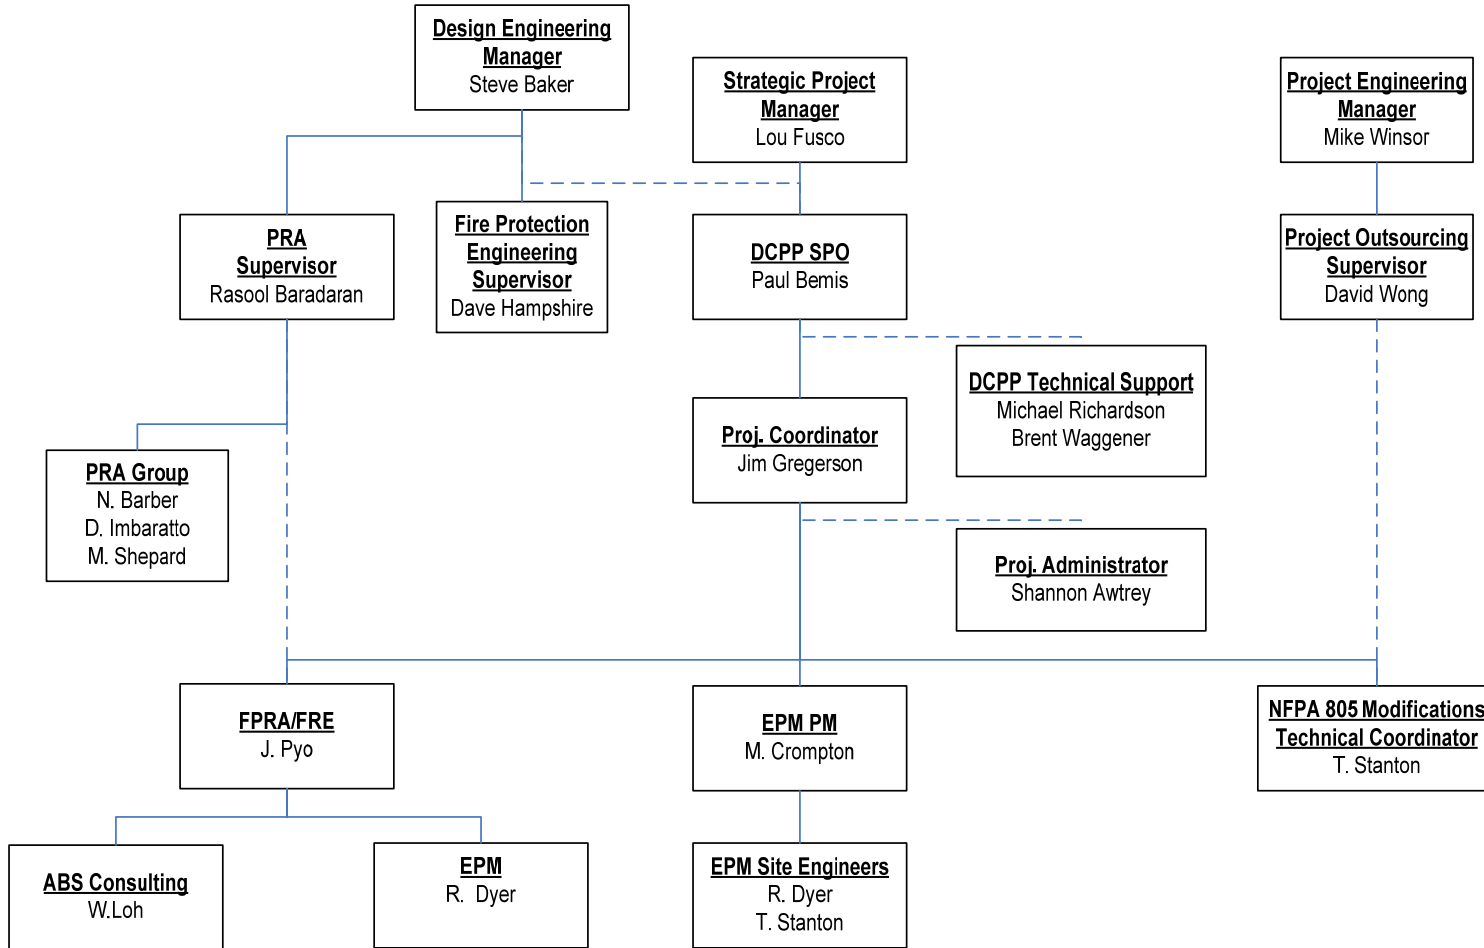 Design Engineering
Manager
Steve Baker
Strategic Project
Manager
Lou Fusco
Project Engineering
Manager
Mike Winsor
PRA
Supervisor
Rasool Baradaran
Fire Protection
Engineering
Supervisor
Dave Hampshire
DCPP SPO
Paul Bemis
Project Outsourcing
Supervisor
David Wong
DCPP Technical Support
Michael Richardson
Brent Waggener
Proj. Coordinator
Jim Gregerson
PRA Group
N. Barber
D. Imbaratto
M. Shepard
Proj. Administrator
Shannon Awtrey
FPRA/FRE
J. Pyo
EPM PM
M. Crompton
NFPA 805 Modifications
Technical Coordinator
T. Stanton
ABS Consulting
W.Loh
EPM
R. Dyer
EPM Site Engineers
R. Dyer
T. Stanton